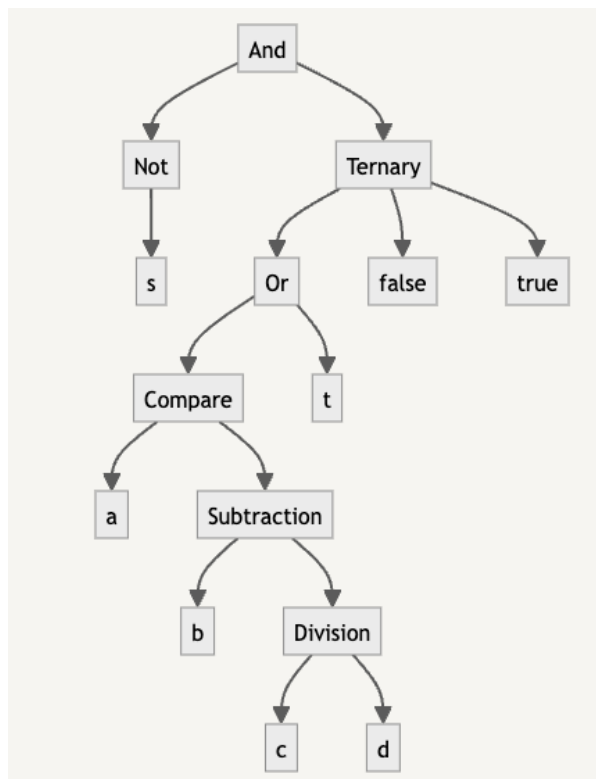 And
Not
Ternary
s
Or
false
true
Compare
t
a
Subtraction
b
Division
c
d